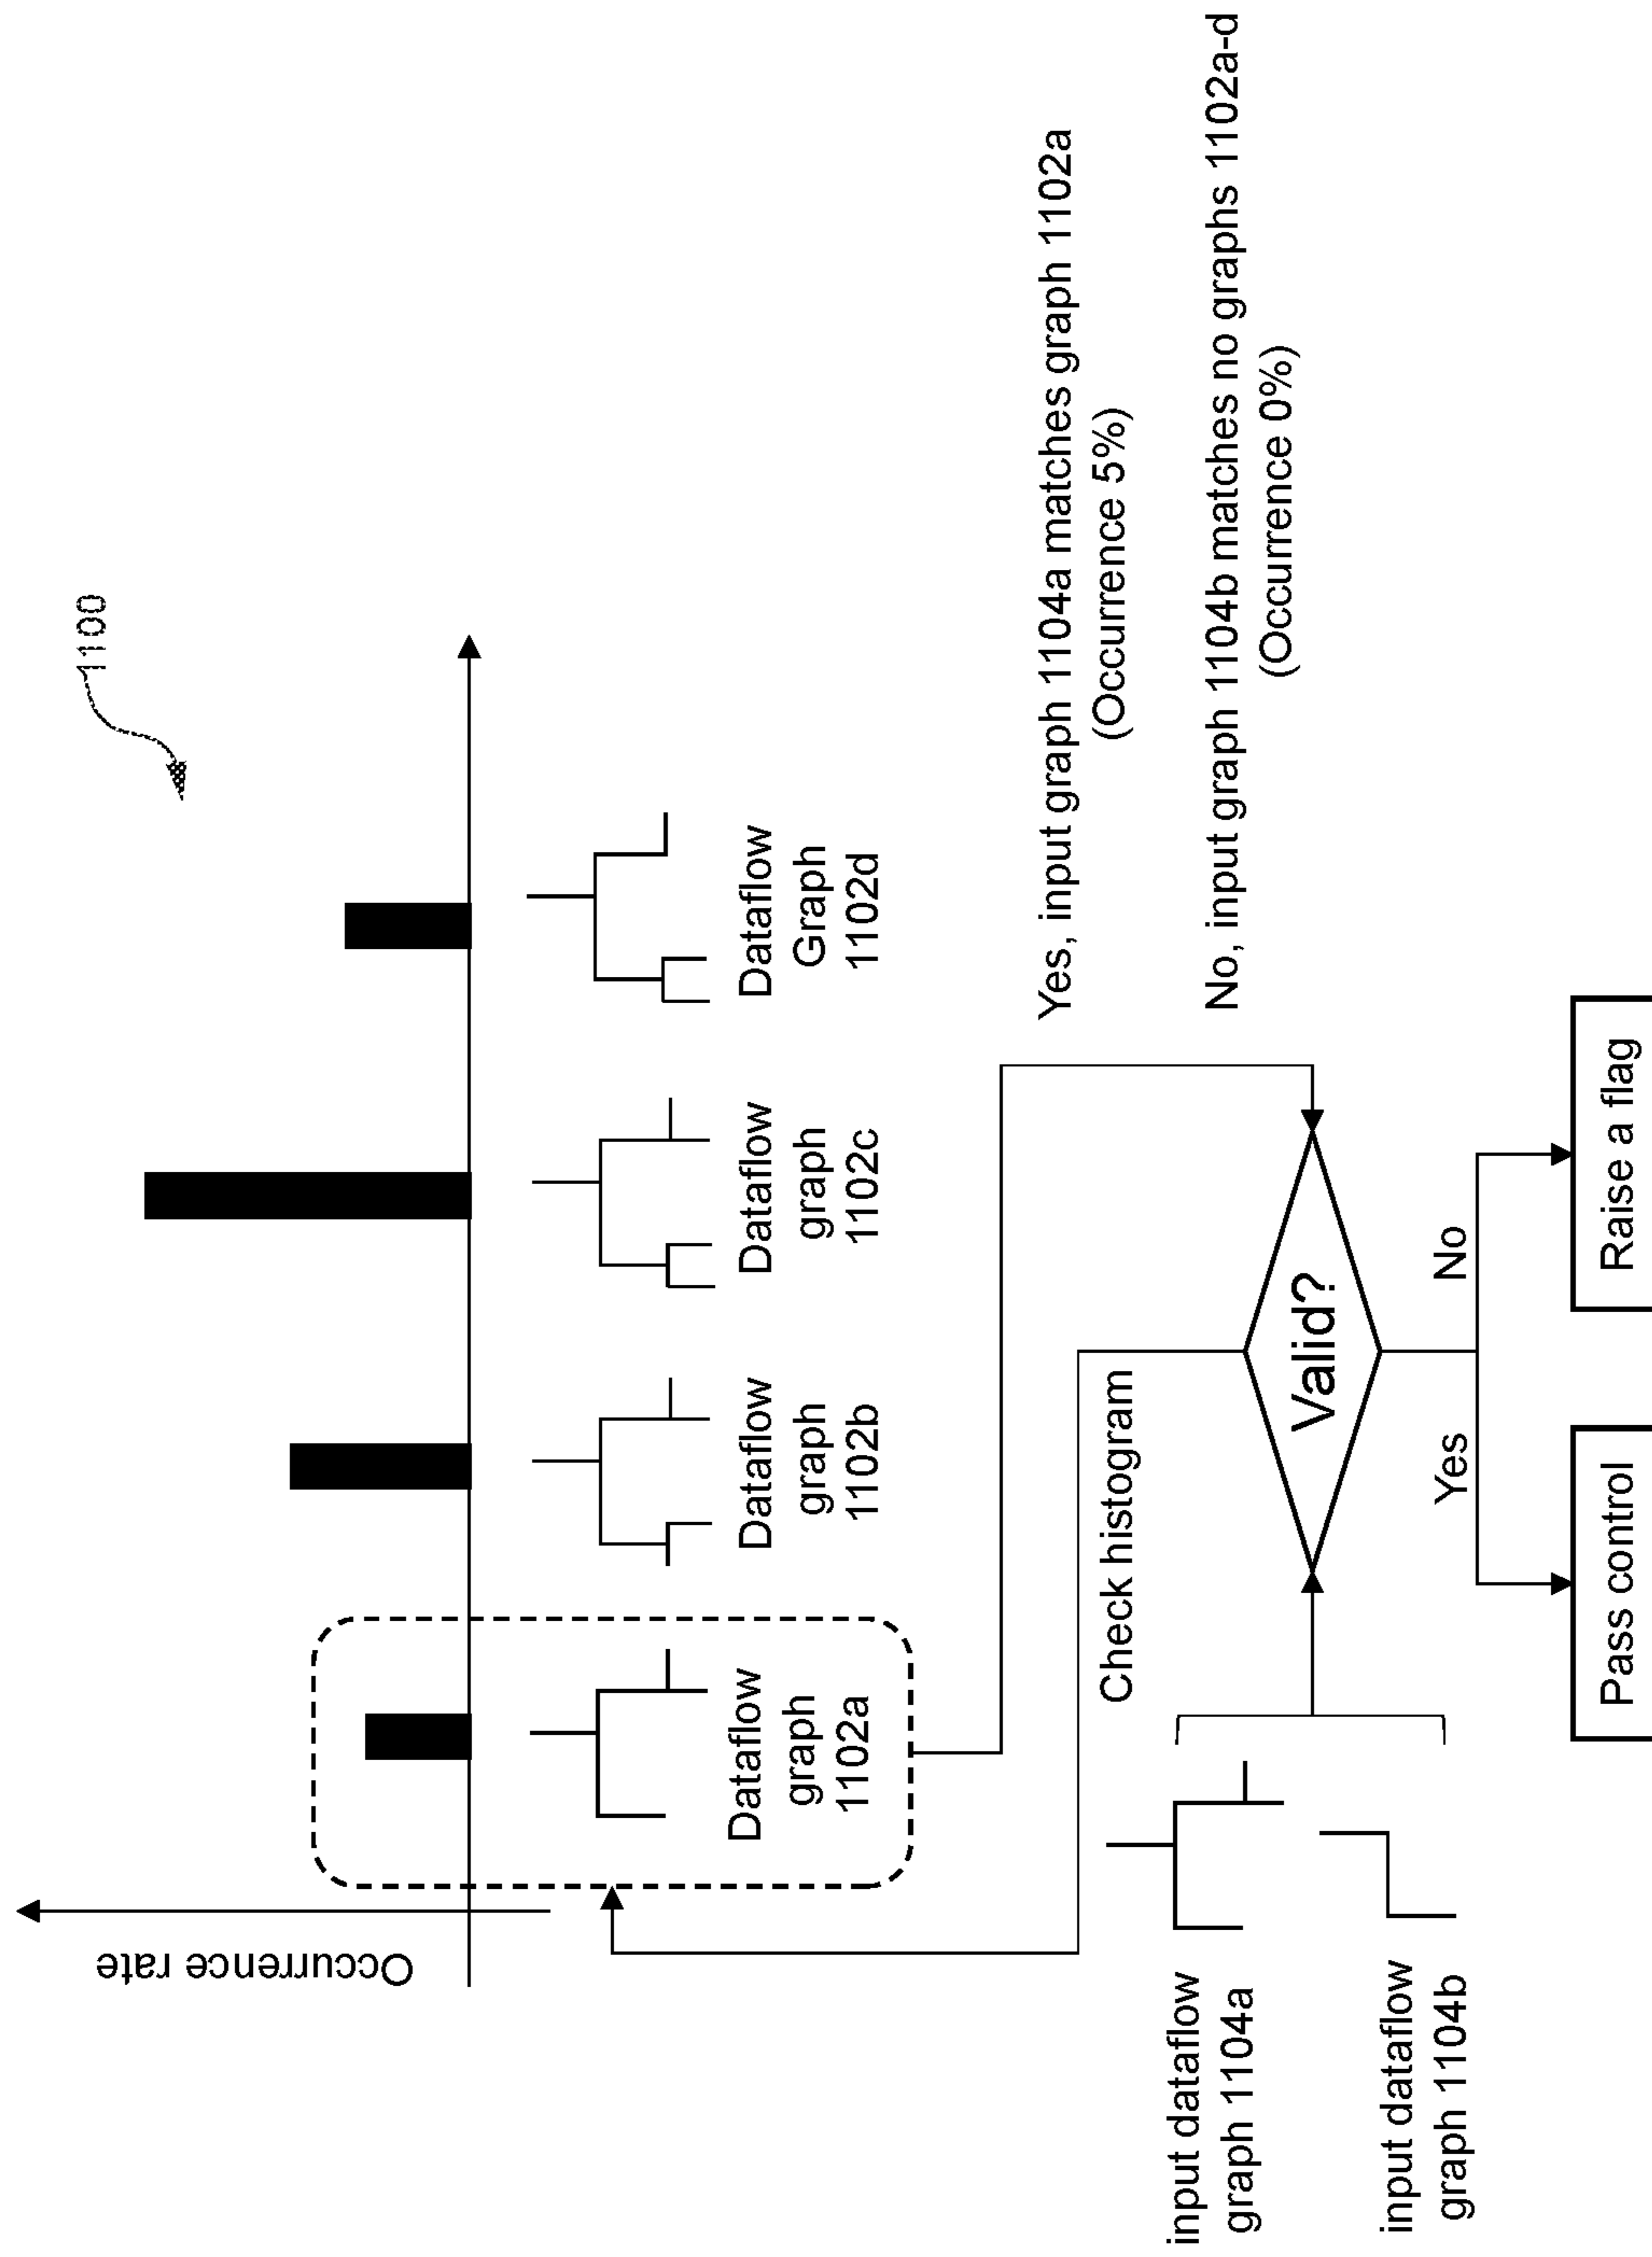 1100
Occurrence rate
Dataflow
graph
1102a
Dataflow
graph
1102b
Dataflow
graph
1102c
Dataflow
Graph
1102d
Check histogram
Yes, input graph 1104a matches graph 1102a
(Occurrence 5%)
No, input graph 1104b matches no graphs 1102a-d
(Occurrence 0%)
input dataflow
graph 1104a
input dataflow
graph 1104b
Valid?
Yes
No
Pass control
Raise a flag